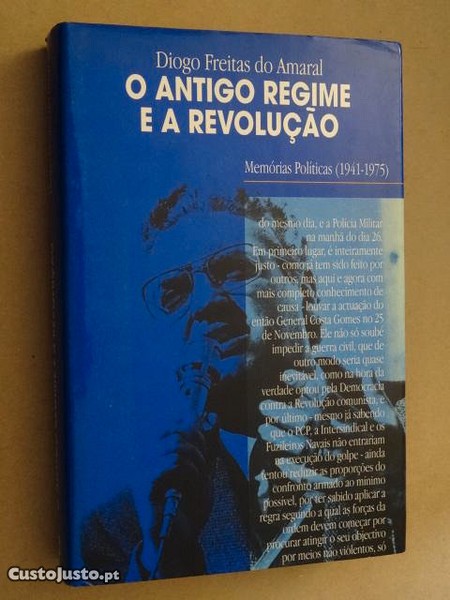 Diogo Freitas do Amaral
O ANTIGO REGIME
E A REVOLUÇÃO
Memórias Políticas (1941-1975)
do mesmo dia, e a Polícia Militar
na manhã do dia 26.
Em primeiro lugar, é inteiramente
justo - como já tem sido feito por
outros, mas aqui e agora com
mais completo conhecimento de
causa - louvar a actuação do
então General Costa Gomes no 25
de Novembro. Ele não só soube
impedir a guerra civil, que de
outro modo seria quase
inevitável, como na hora da
verdade optou pela Democracia
contra a Revolução comunista, e
por último - mesmo já sabendo
que o PCP, a Intersindical e os
Fuzileiros Navais não entrariam
na execução do golpe - ainda
tentou reduzir as proporções do
confronto armado ao mínimo
possível, por ter sabido aplicar a
regra segundo a qual as forças da
ordem devem começar por
procurar atingir o seu objectivo
por meios não violentos, só
CustoJusto.pt